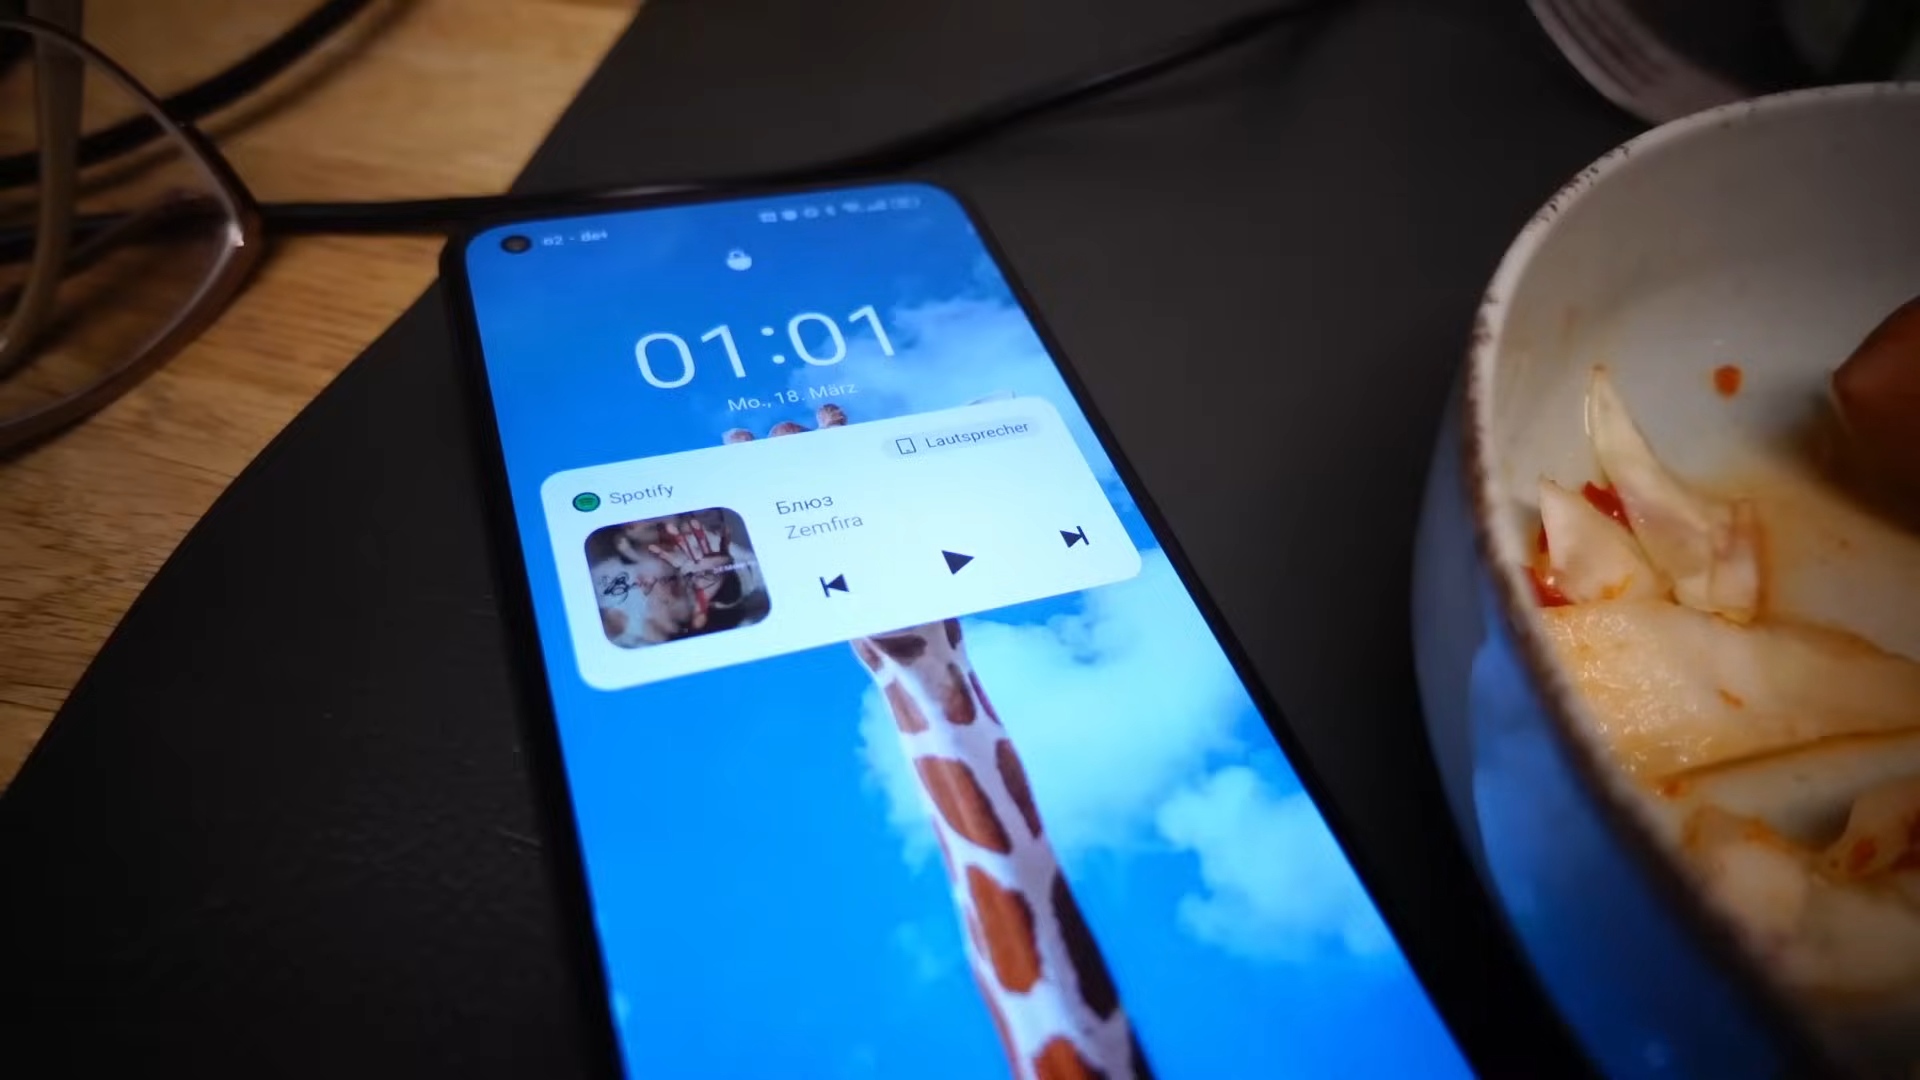 01:01
Mo., 18. März
Lautsprecher
Spotify
Блюз
Zemfira